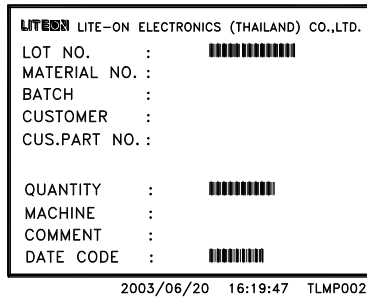 LITEON LITE-ON ELECTRONICS (THAILAND) CO.,LTD.
LOT NO. :
MATERIAL NO. :
BATCH :
CUSTOMER :
CUS.PART NO. :
QUANTITY :
MACHINE :
COMMENT :
DATE CODE :
2003/06/20 16:19:47 TLMP002